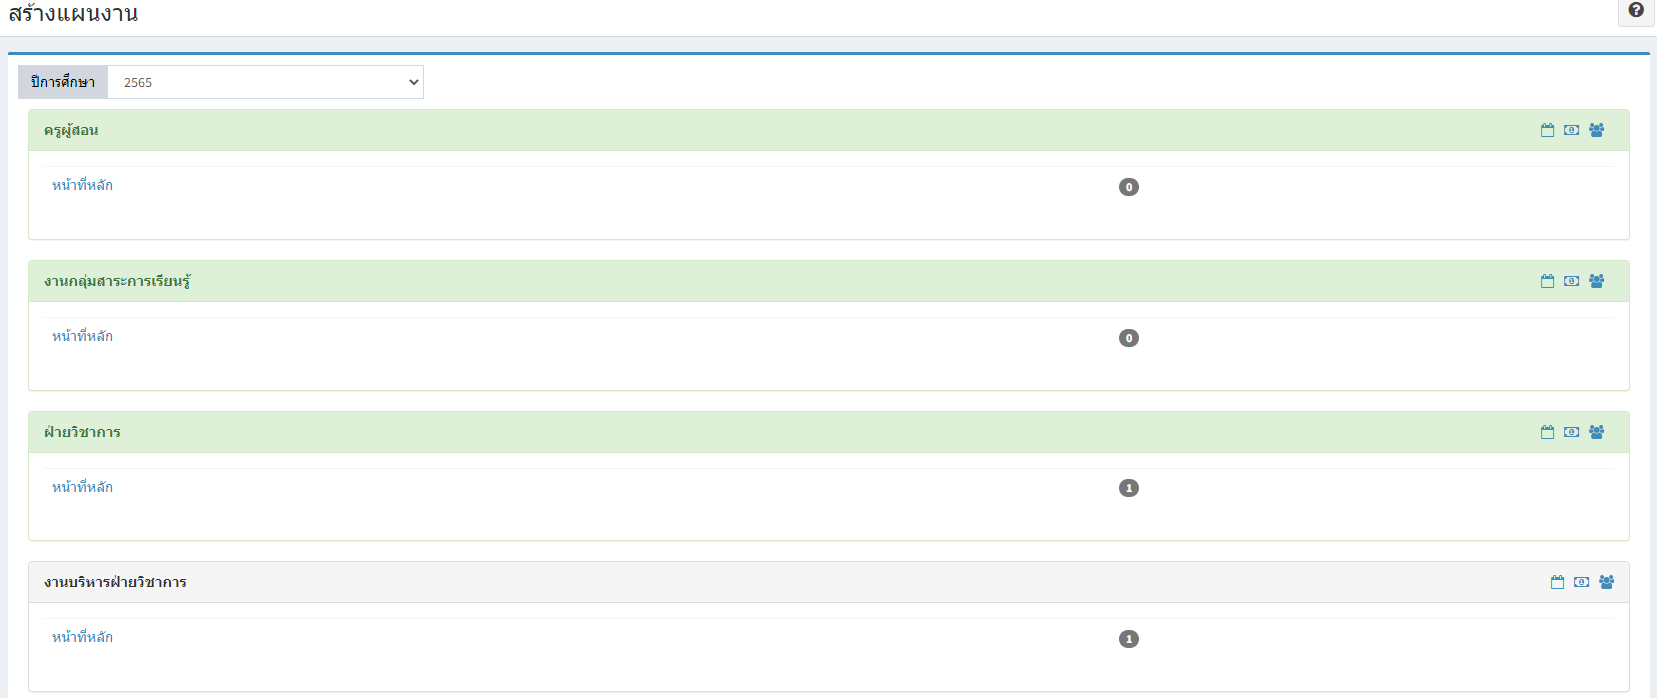 สร้างแผนงาน
ปีการศึกษา 2565
ครูผู้สอน
หน้าที่หลัก 0
งานกลุ่มสาระการเรียนรู้
หน้าที่หลัก 0
ฝ่ายวิชาการ
หน้าที่หลัก 1
งานบริหารฝ่ายวิชาการ
หน้าที่หลัก 1